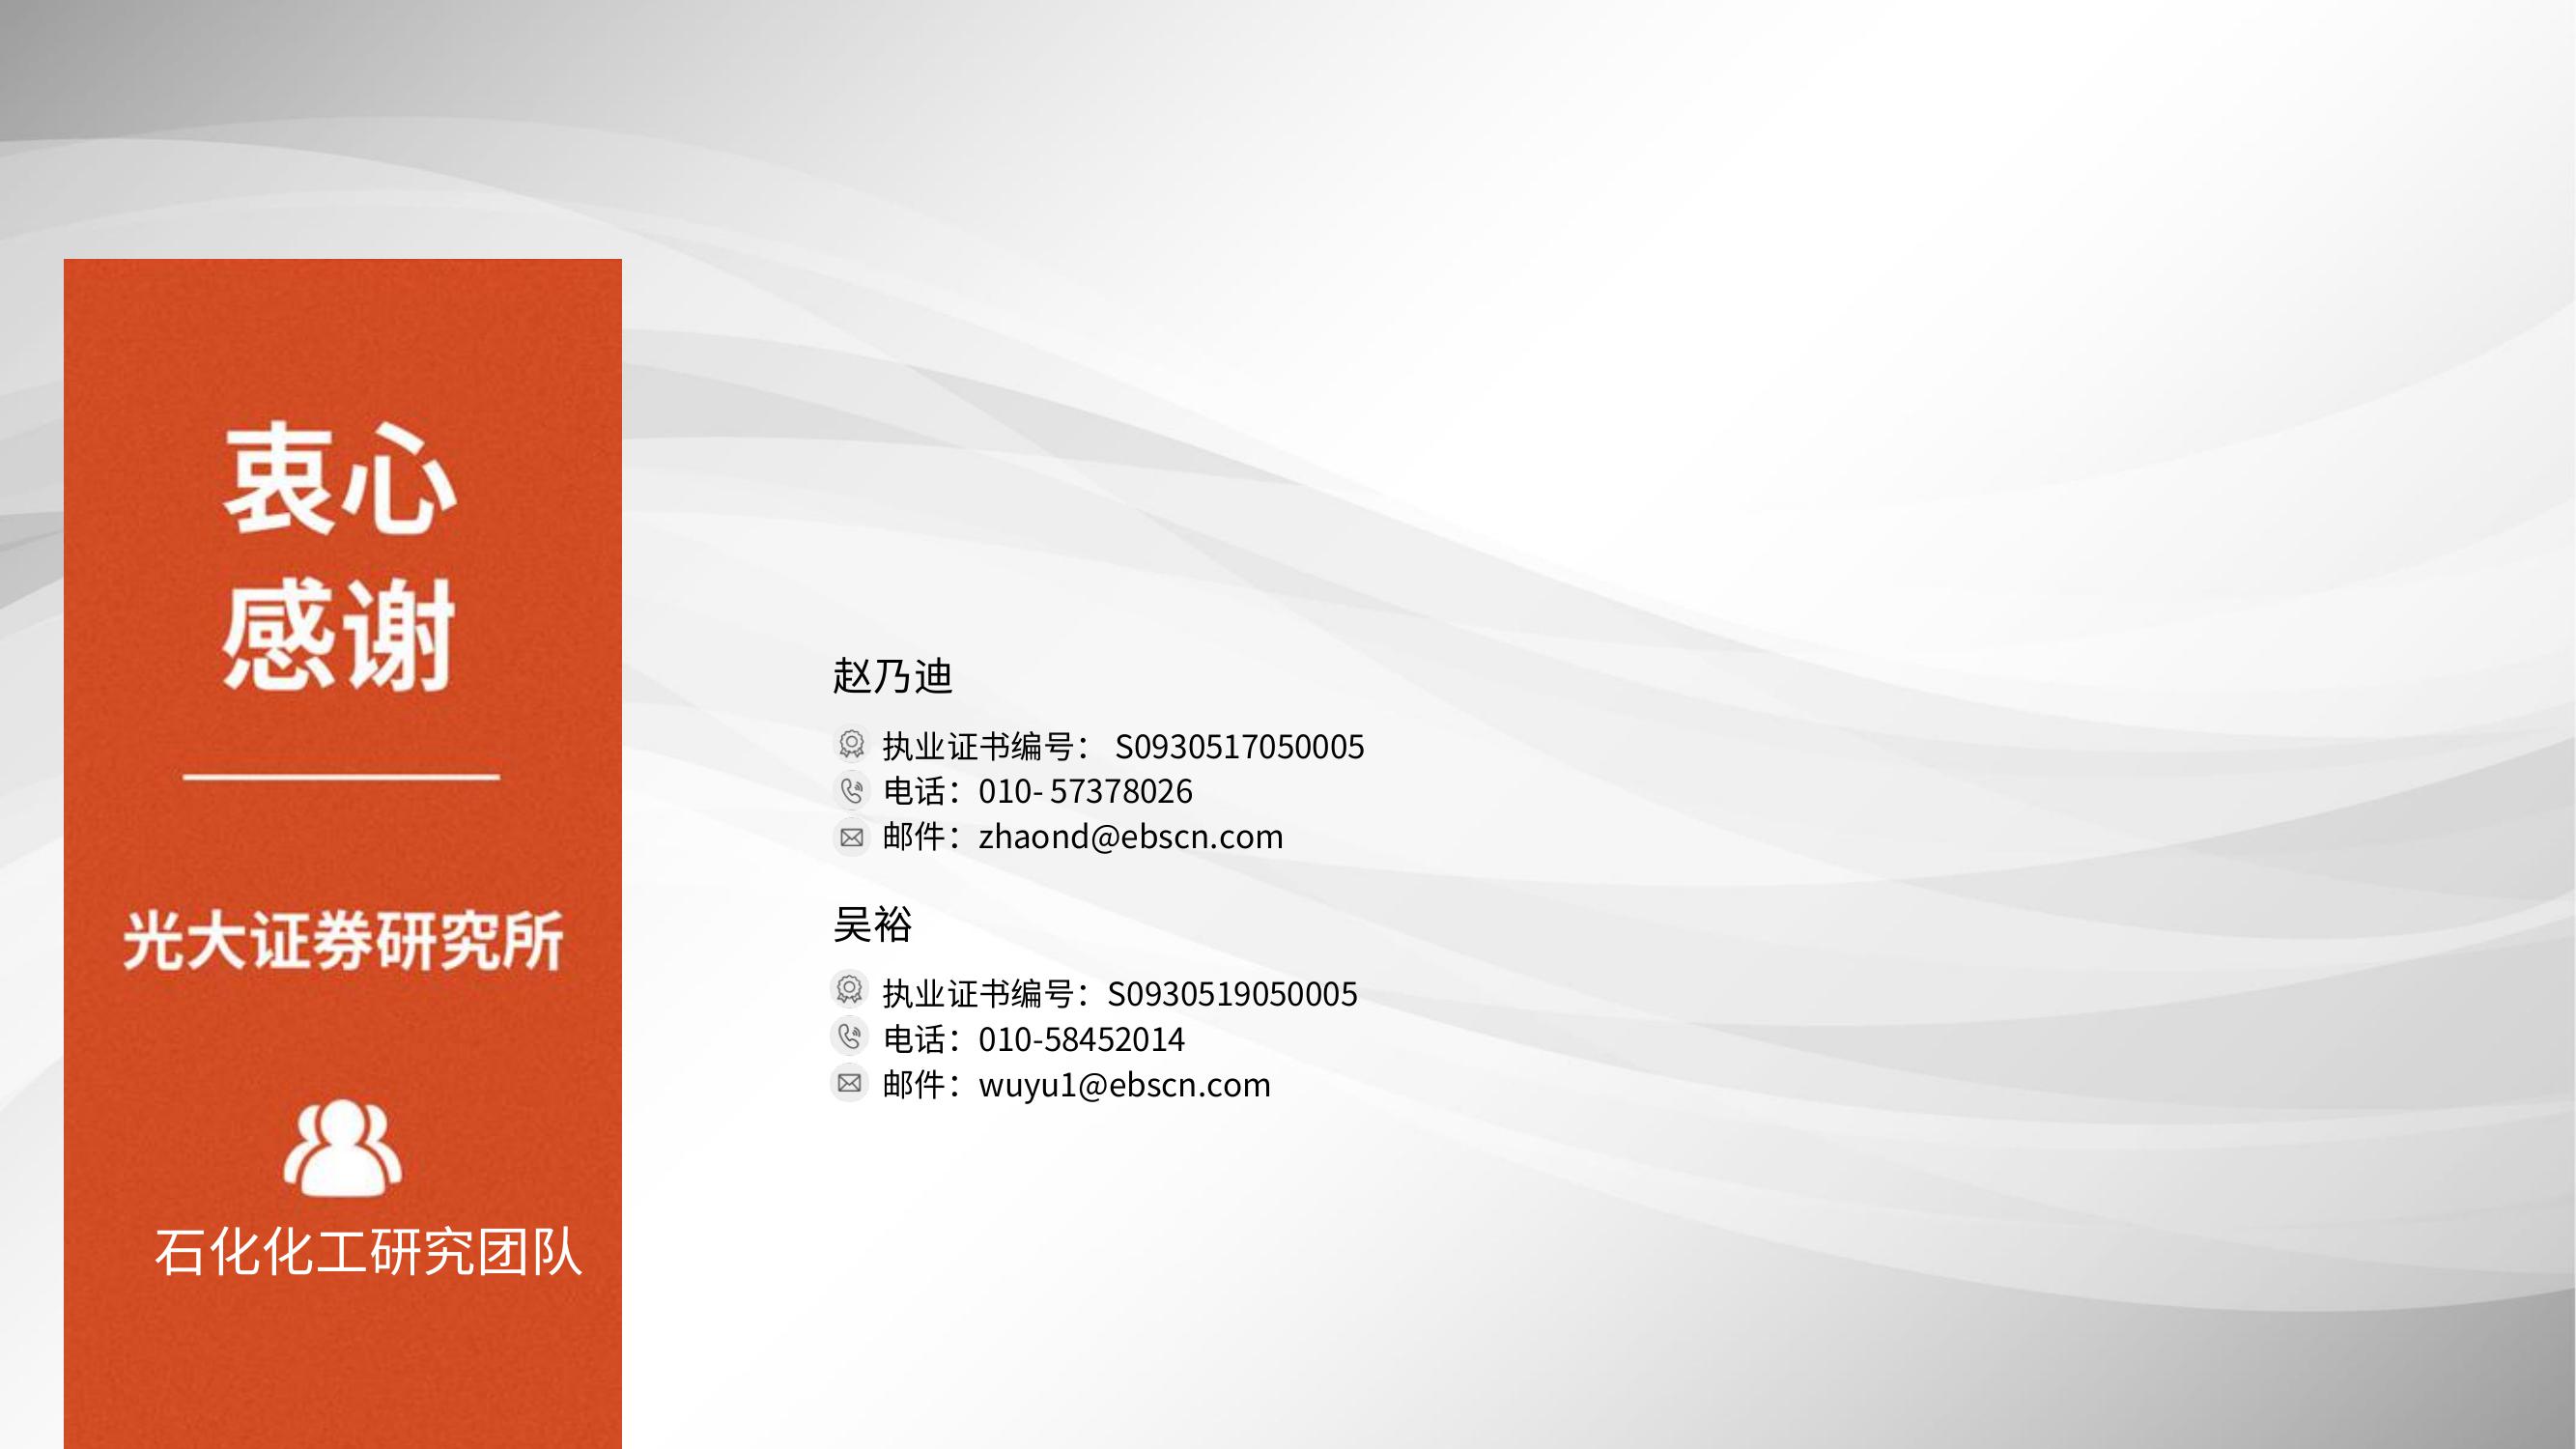 衷心
感谢
光大证券研究所
石化化工研究团队
赵乃迪
执业证书编号： S0930517050005
电话：010- 57378026
邮件：zhaond@ebscn.com
吴裕
执业证书编号：S0930519050005
电话：010-58452014
邮件：wuyu1@ebscn.com